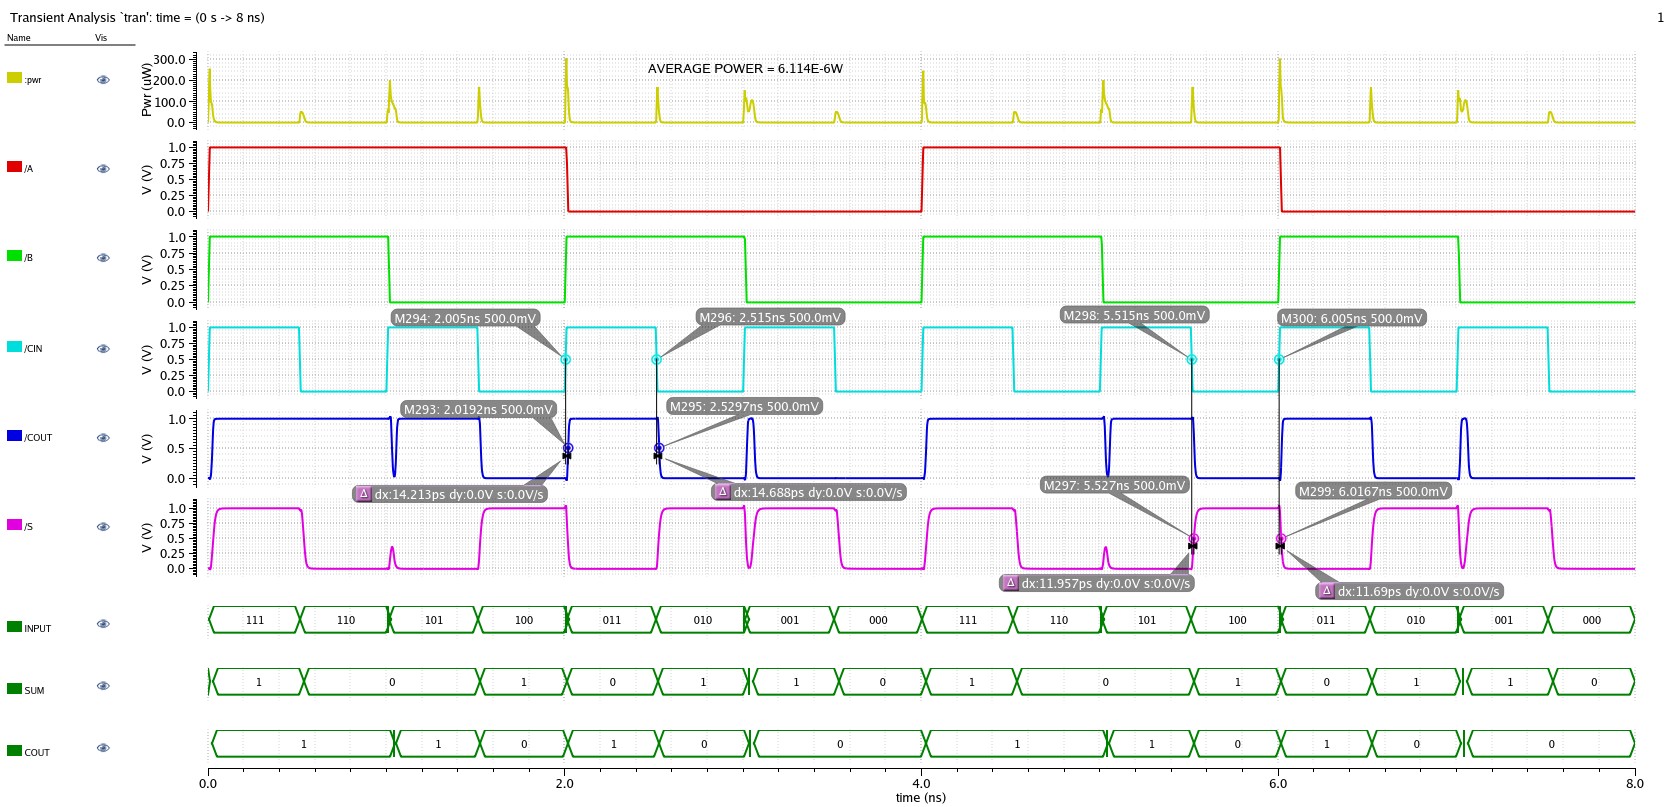 Transient Analysis `tran': time = (0 s -> 8 ns)
1
Name
Vis
:pwr
Pwr (uW)
300.0
200.0
100.0
0.0
AVERAGE POWER = 6.114E-6W
/A
V (V)
1.0
0.75
0.5
0.25
0.0
/B
V (V)
1.0
0.75
0.5
0.25
0.0
M294: 2.005ns 500.0mV
M296: 2.515ns 500.0mV
M298: 5.515ns 500.0mV
M300: 6.005ns 500.0mV
/CIN
V (V)
1.0
0.75
0.5
0.25
0.0
M293: 2.0192ns 500.0mV
M295: 2.5297ns 500.0mV
/COUT
V (V)
1.0
0.5
0.0
Δ dx:14.213ps dy:0.0V s:0.0V/s
Δ dx:14.688ps dy:0.0V s:0.0V/s
M297: 5.527ns 500.0mV
M299: 6.0167ns 500.0mV
/S
V (V)
1.0
0.75
0.5
0.25
0.0
Δ dx:11.957ps dy:0.0V s:0.0V/s
Δ dx:11.69ps dy:0.0V s:0.0V/s
INPUT
111 110 101 100 011 010 001 000 111 110 101 100 011 010 001 000
SUM
1 0 1 0 1 1 0 1 0 1 0 1 1 0
COUT
1 1 0 1 0 0 1 1 0 1 0 0
0.0 2.0 4.0 6.0 8.0
time (ns)